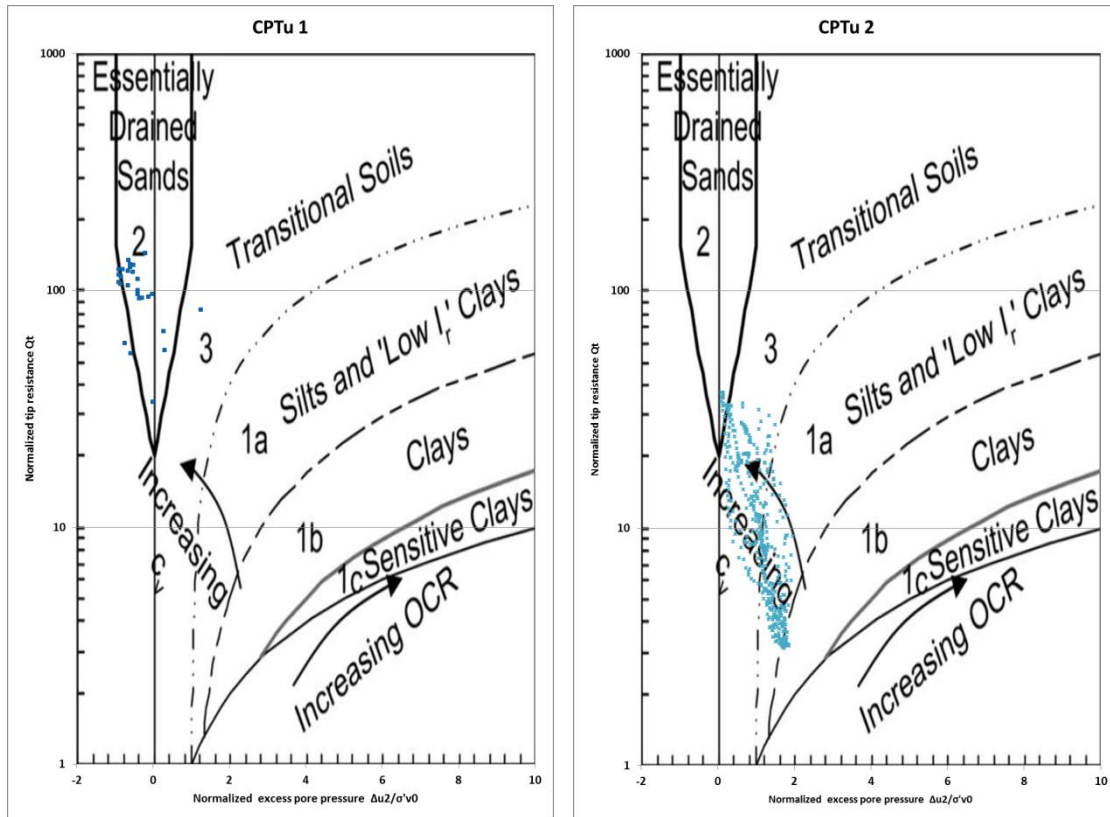 CPTu 1
1000
100
10
1
Normalized tip resistance Qt
Essentially
Drained
Sands
2
Transitional Soils
3
Silts and 'Low Ir' Clays
1a
Clays
Increasing
cv
1b
1c Sensitive Clays
Increasing OCR
-2 0 2 4 6 8 10
Normalized excess pore pressure Δu2/σ'v0
CPTu 2
1000
100
10
1
Normalized tip resistance Qt
Essentially
Drained
Sands
2
Transitional Soils
3
Silts and 'Low Ir' Clays
1a
Clays
Increasing
cv
1b
1c Sensitive Clays
Increasing OCR
-2 0 2 4 6 8 10
Normalized excess pore pressure Δu2/σ'v0